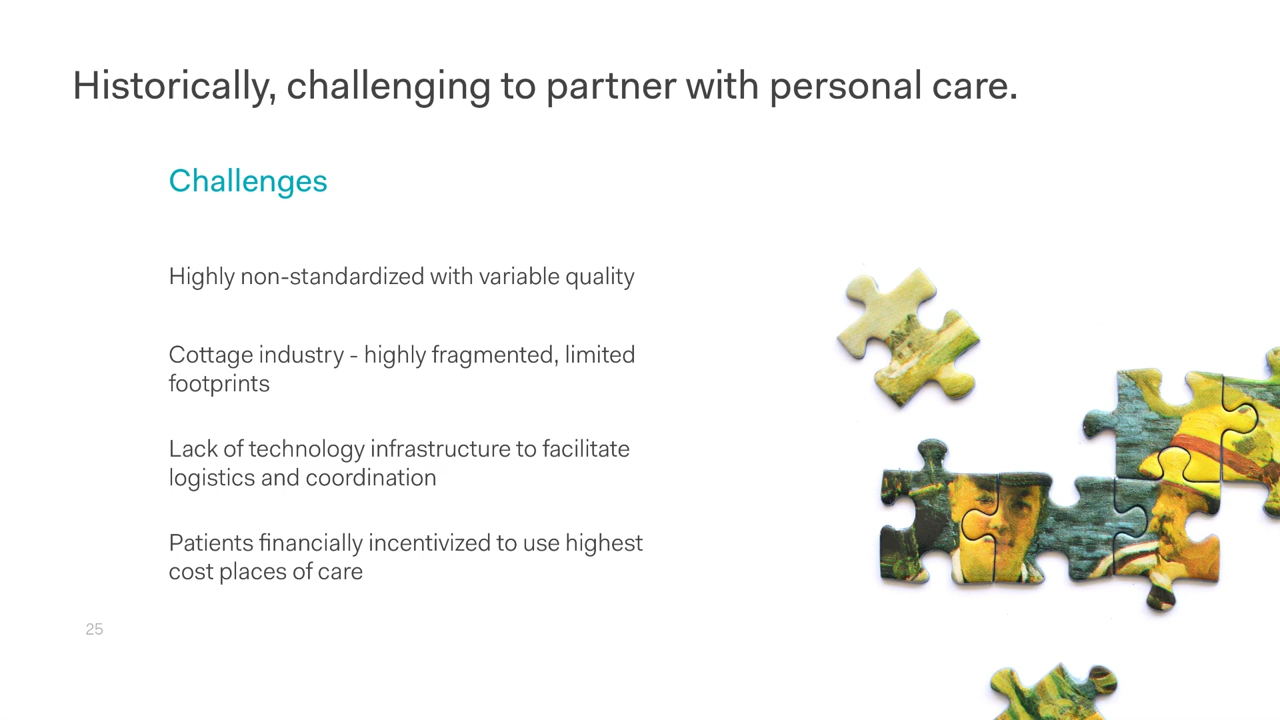 Historically, challenging to partner with personal care.
Challenges
Highly non-standardized with variable quality
Cottage industry - highly fragmented, limited
footprints
Lack of technology infrastructure to facilitate
logistics and coordination
Patients financially incentivized to use highest
cost places of care
25